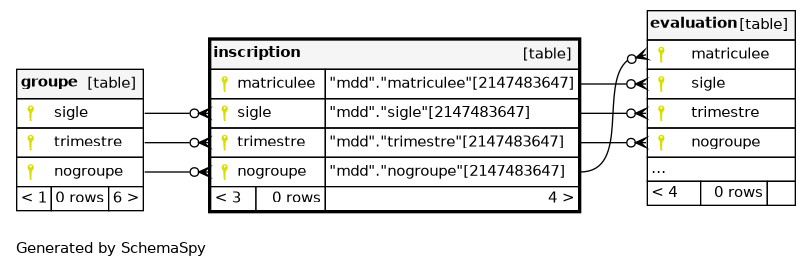 groupe [table]
sigle
trimestre
nogroupe
< 1 0 rows 6 >
inscription [table]
matriculee "mdd"."matriculee"[2147483647]
sigle "mdd"."sigle"[2147483647]
trimestre "mdd"."trimestre"[2147483647]
nogroupe "mdd"."nogroupe"[2147483647]
< 3 0 rows 4 >
evaluation [table]
matriculee
sigle
trimestre
nogroupe
...
< 4 0 rows
Generated by SchemaSpy